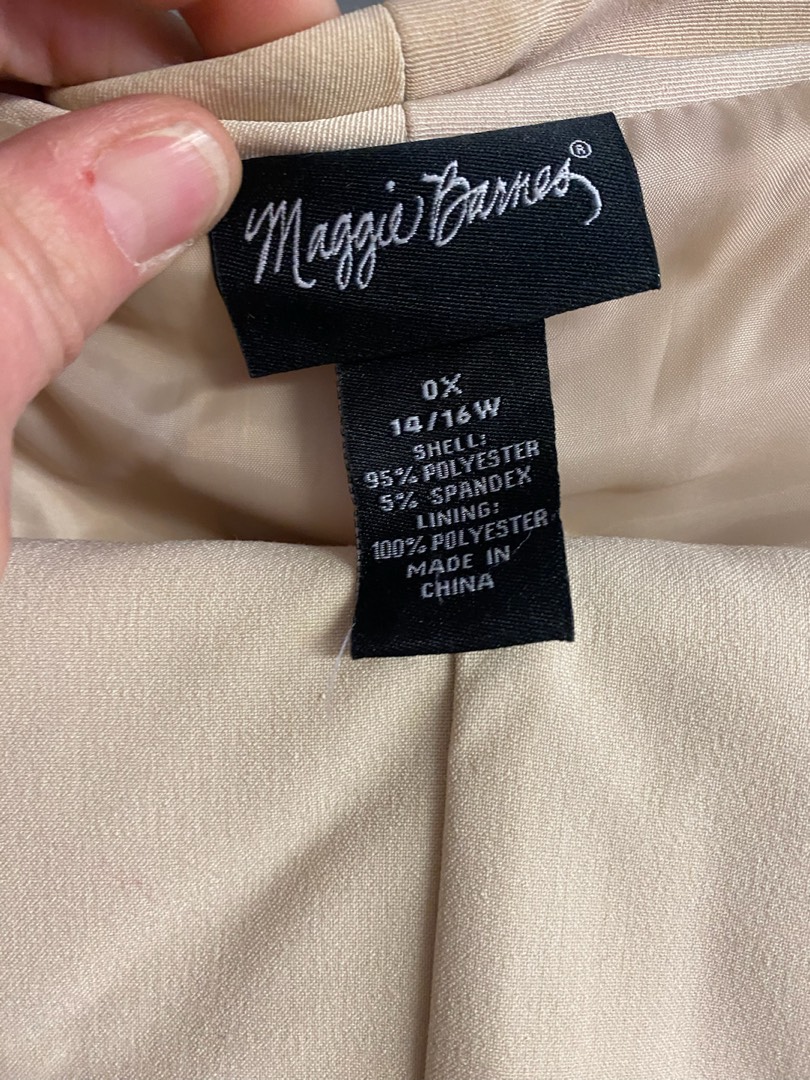 Maggie Barnes®
0X
14/16W
SHELL:
95% POLYESTER
5% SPANDEX
LINING:
100% POLYESTER
MADE IN
CHINA